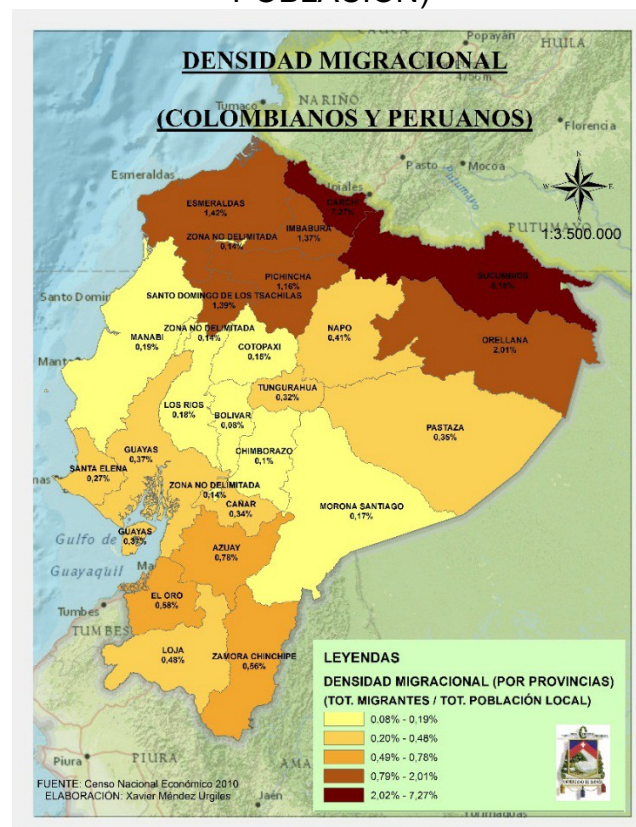 POBLACIÓN)
DENSIDAD MIGRACIONAL
(COLOMBIANOS Y PERUANOS)
Popayán
HUILA
NARIÑO
Tumaco
Florencia
Pasto
Mocoa
Putumayo
PUTUMAYO
1:3.500.000
Esmeraldas
ESMERALDAS
1,42%
CARCHI
7,27%
IMBABURA
1,37%
ZONA NO DELIMITADA
0,14%
PICHINCHA
1,16%
SUCUMBIOS
Santo Domin
SANTO DOMINGO DE LOS TSACHILAS
1,39%
NAPO
0,41%
ORELLANA
2,01%
ZONA NO DELIMITADA
0,14%
MANABI
0,19%
COTOPAXI
0,15%
Mant
TUNGURAHUA
0,32%
LOS RIOS
0,18%
BOLIVAR
0,08%
PASTAZA
0,35%
GUAYAS
0,37%
CHIMBORAZO
0,1%
SANTA ELENA
0,27%
ZONA NO DELIMITADA
0,14%
CAÑAR
0,34%
MORONA SANTIAGO
0,17%
GUAYAS
0,37%
Gulfo de
Guayaquil
AZUAY
0,78%
EL ORO
0,58%
Tumbes
TUMBES
LOJA
0,48%
ZAMORA CHINCHIPE
0,56%
LEYENDAS
DENSIDAD MIGRACIONAL (POR PROVINCIAS)
(TOT. MIGRANTES / TOT. POBLACIÓN LOCAL)
0.08% - 0,19%
0,20% - 0,48%
0,49% - 0,78%
0,79% - 2,01%
2,02% - 7,27%
Piura
PIURA
AMA
Jaén
FUENTE: Censo Nacional Económico 2010
ELABORACION: Xavier Méndez Urgiles